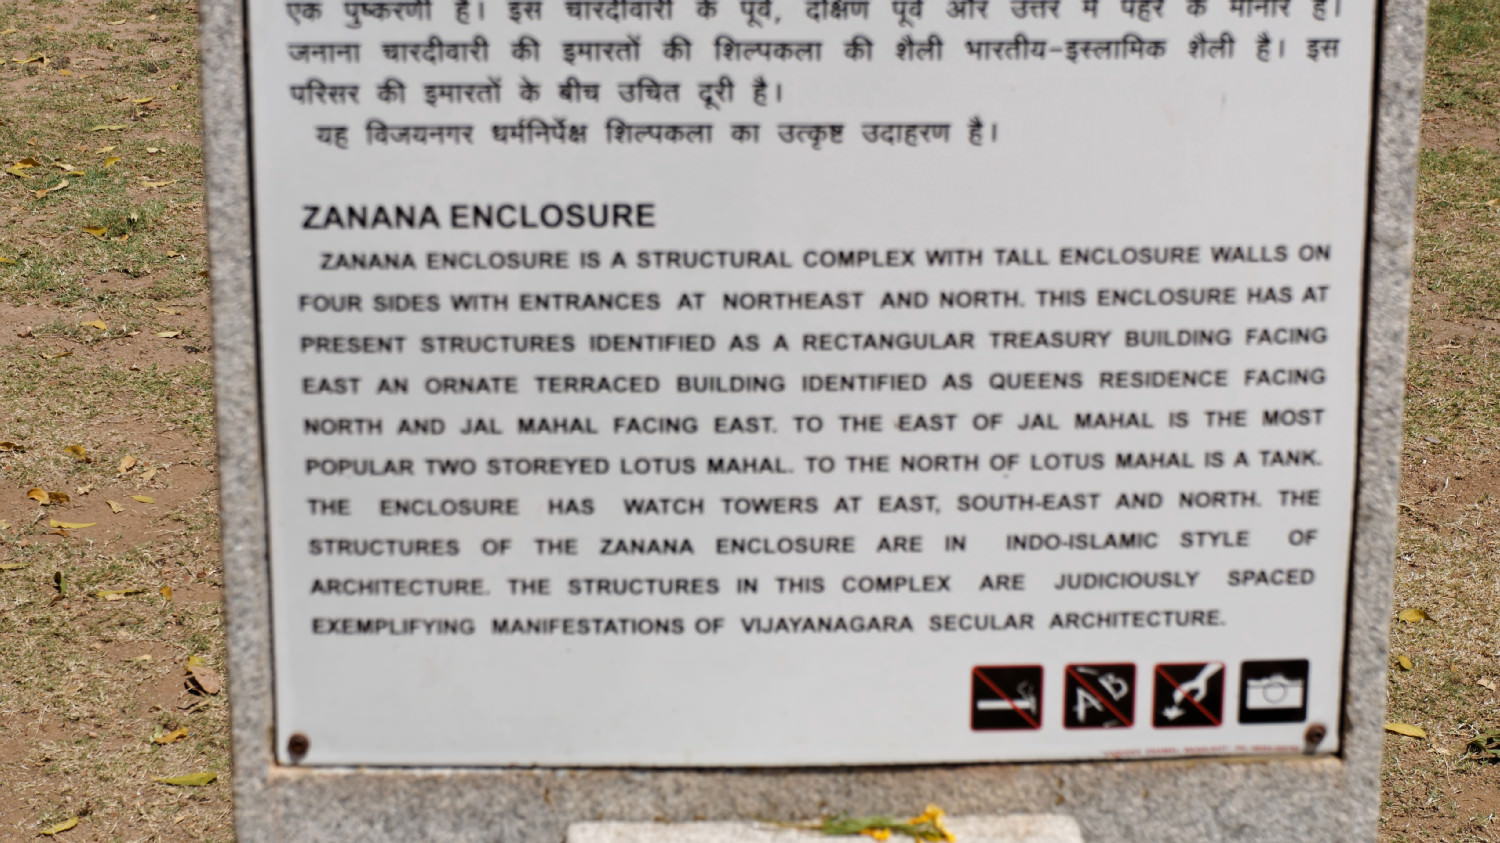 एक पुष्करणी है। इस चारदीवारी के पूर्व, दक्षिण पूर्व और उत्तर में पहरे के मीनार हैं।
जनाना चारदीवारी की इमारतों की शिल्पकला की शैली भारतीय-इस्लामिक शैली है। इस
परिसर की इमारतों के बीच उचित दूरी है।
यह विजयनगर धर्मनिर्पेक्ष शिल्पकला का उत्कृष्ट उदाहरण है।
ZANANA ENCLOSURE
ZANANA ENCLOSURE IS A STRUCTURAL COMPLEX WITH TALL ENCLOSURE WALLS ON
FOUR SIDES WITH ENTRANCES AT NORTHEAST AND NORTH. THIS ENCLOSURE HAS AT
PRESENT STRUCTURES IDENTIFIED AS A RECTANGULAR TREASURY BUILDING FACING
EAST AN ORNATE TERRACED BUILDING IDENTIFIED AS QUEENS RESIDENCE FACING
NORTH AND JAL MAHAL FACING EAST. TO THE EAST OF JAL MAHAL IS THE MOST
POPULAR TWO STOREYED LOTUS MAHAL. TO THE NORTH OF LOTUS MAHAL IS A TANK.
THE ENCLOSURE HAS WATCH TOWERS AT EAST, SOUTH-EAST AND NORTH. THE
STRUCTURES OF THE ZANANA ENCLOSURE ARE IN INDO-ISLAMIC STYLE OF
ARCHITECTURE. THE STRUCTURES IN THIS COMPLEX ARE JUDICIOUSLY SPACED
EXEMPLIFYING MANIFESTATIONS OF VIJAYANAGARA SECULAR ARCHITECTURE.
A B